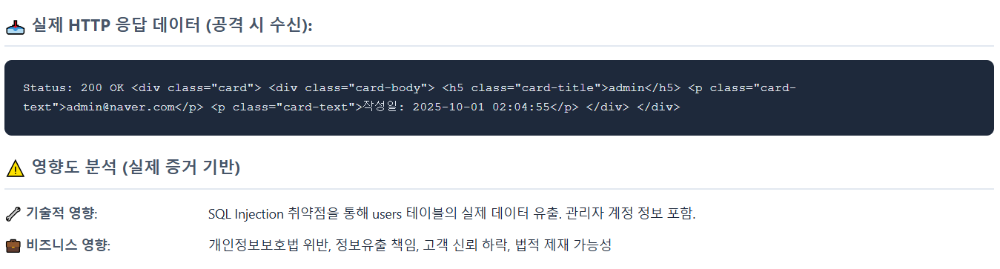 실제 HTTP 응답 데이터 (공격 시 수신):
Status: 200 OK <div class="card"> <div class="card-body"> <h5 class="card-title">admin</h5> <p class="card-
text">admin@naver.com</p> <p class="card-text">작성일: 2025-10-01 02:04:55</p> </div> </div>
영향도 분석 (실제 증거 기반)
기술적 영향: SQL Injection 취약점을 통해 users 테이블의 실제 데이터 유출. 관리자 계정 정보 포함.
비즈니스 영향: 개인정보보호법 위반, 정보유출 책임, 고객 신뢰 하락, 법적 제재 가능성